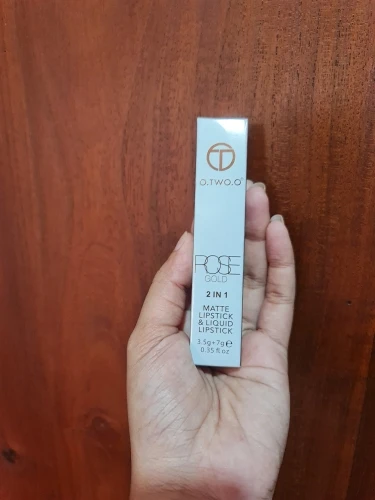 O.TWO.O
ROSE
GOLD
2 IN 1
MATTE
LIPSTICK
& LIQUID
LIPSTICK
3.5g+7g℮
0.35 fl oz